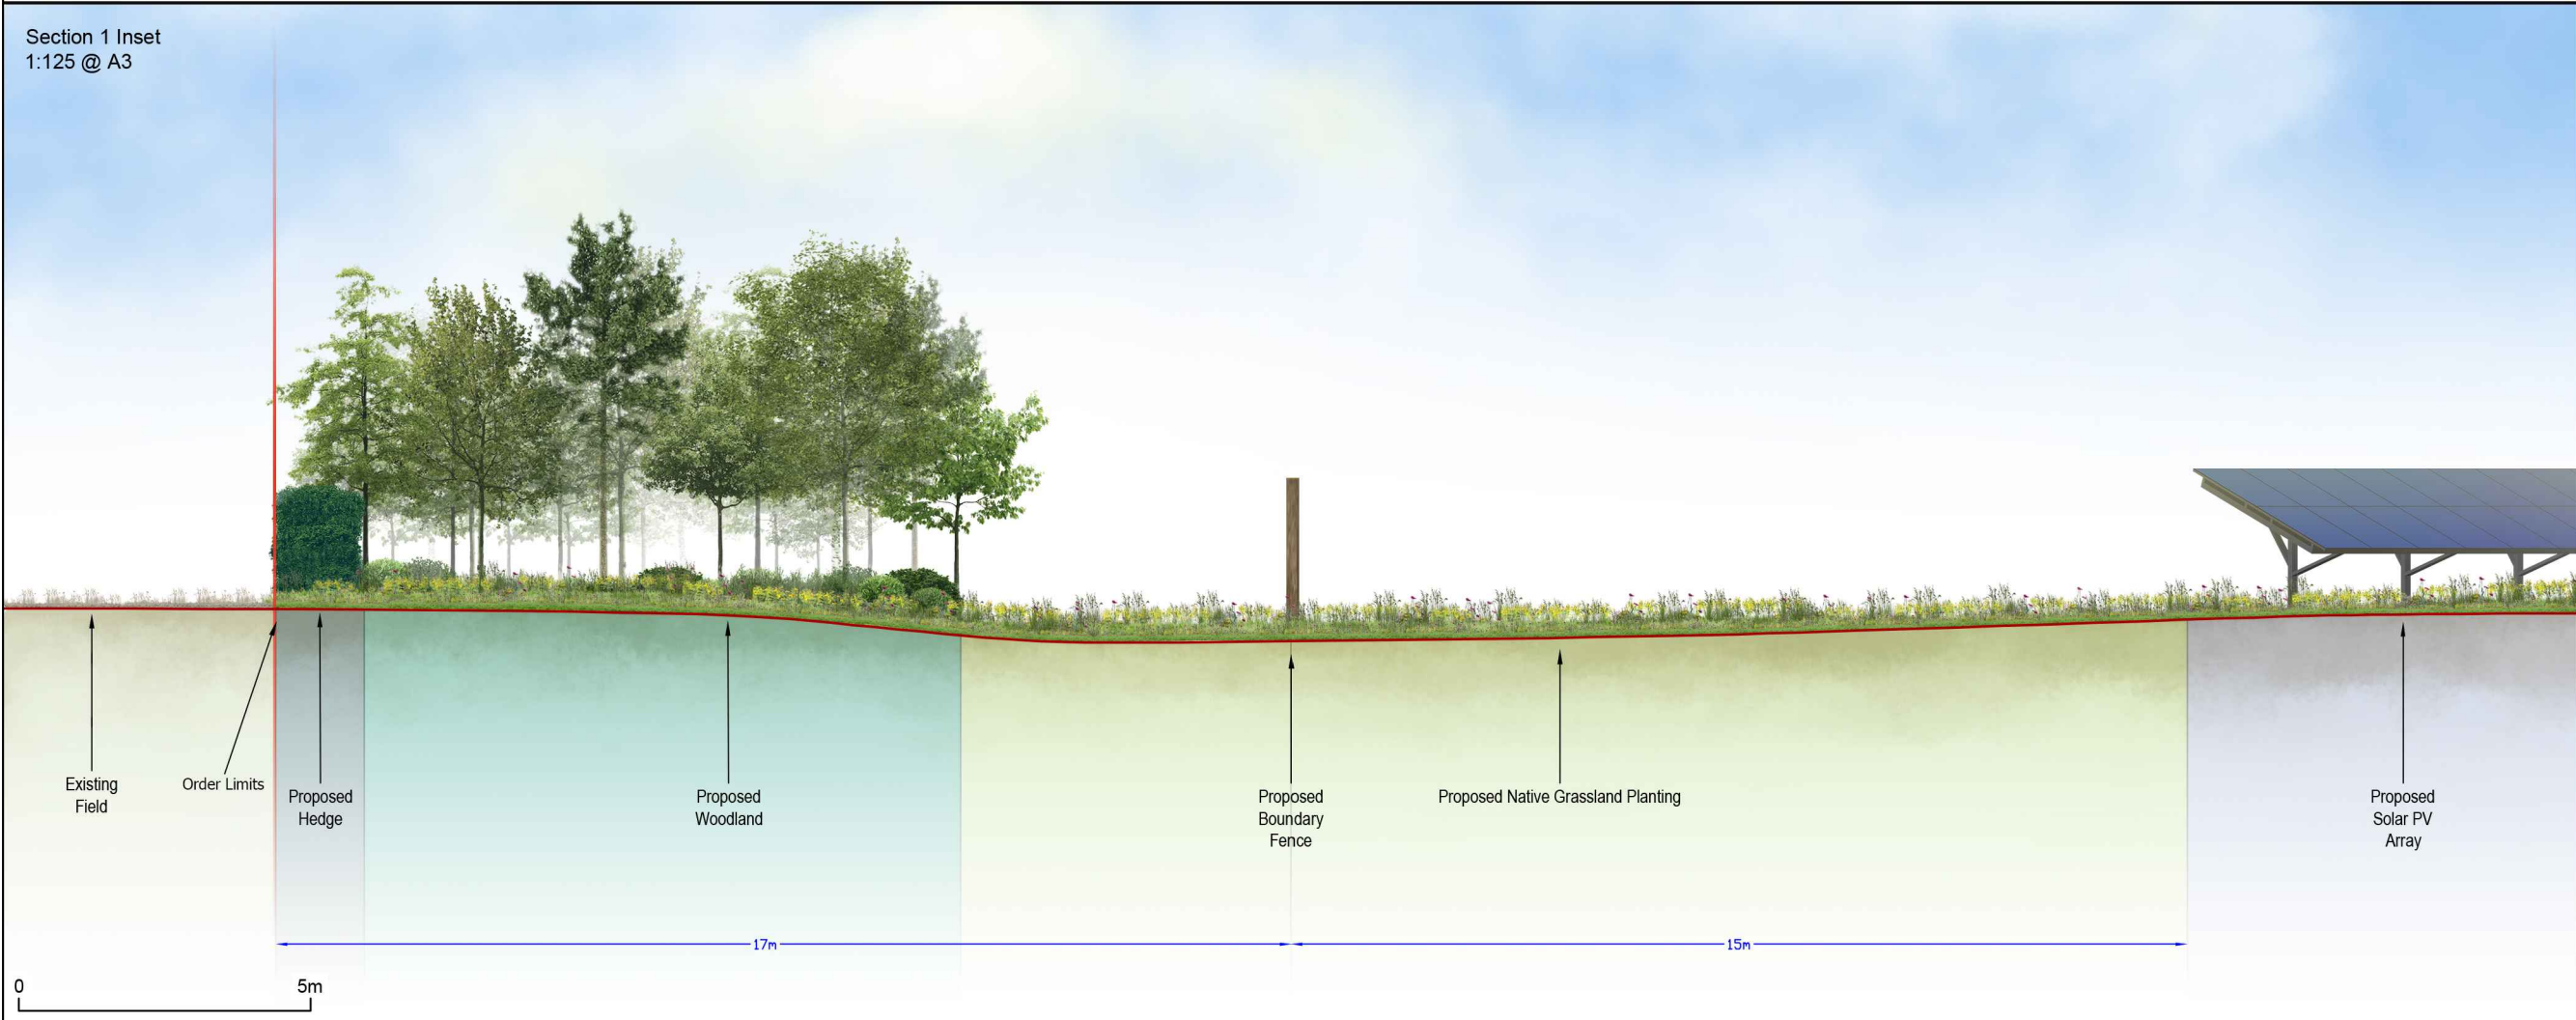 Section 1 Inset
1:125 @ A3
Existing
Field
Order Limits
Proposed
Hedge
Proposed
Woodland
Proposed
Boundary
Fence
Proposed Native Grassland Planting
Proposed
Solar PV
Array
17m
15m
0
5m